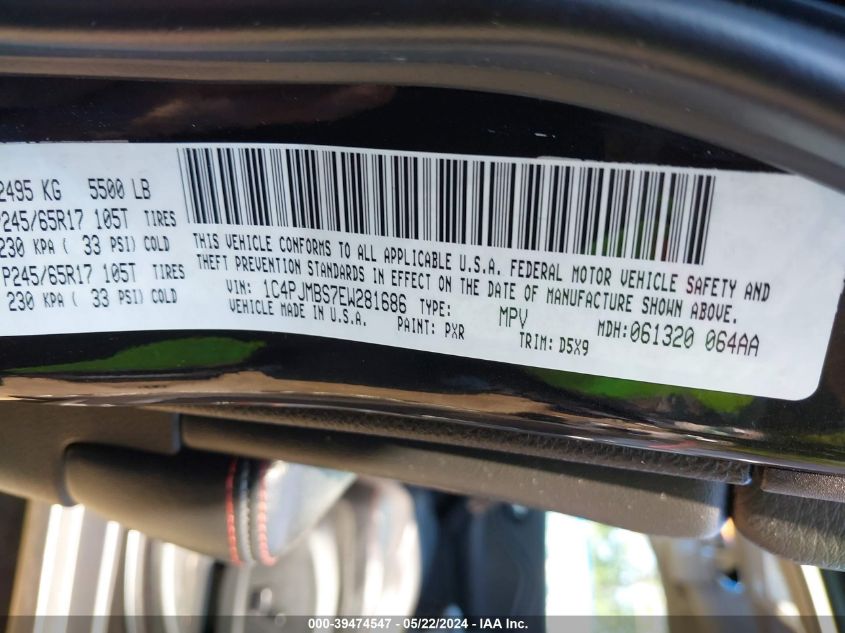 2495 KG 5500 LB
P245/65R17 105T TIRES
230 KPA ( 33 PSI) COLD
P245/65R17 105T TIRES
230 KPA ( 33 PSI) COLD
THIS VEHICLE CONFORMS TO ALL APPLICABLE U.S.A. FEDERAL MOTOR VEHICLE SAFETY AND
THEFT PREVENTION STANDARDS IN EFFECT ON THE DATE OF MANUFACTURE SHOWN ABOVE.
VIN: 1C4PJMBS7EW281686 TYPE: MPV MDH:061320 064AA
VEHICLE MADE IN U.S.A. PAINT: PXR TRIM: D5X9
000-39474547 - 05/22/2024 - IAA Inc.